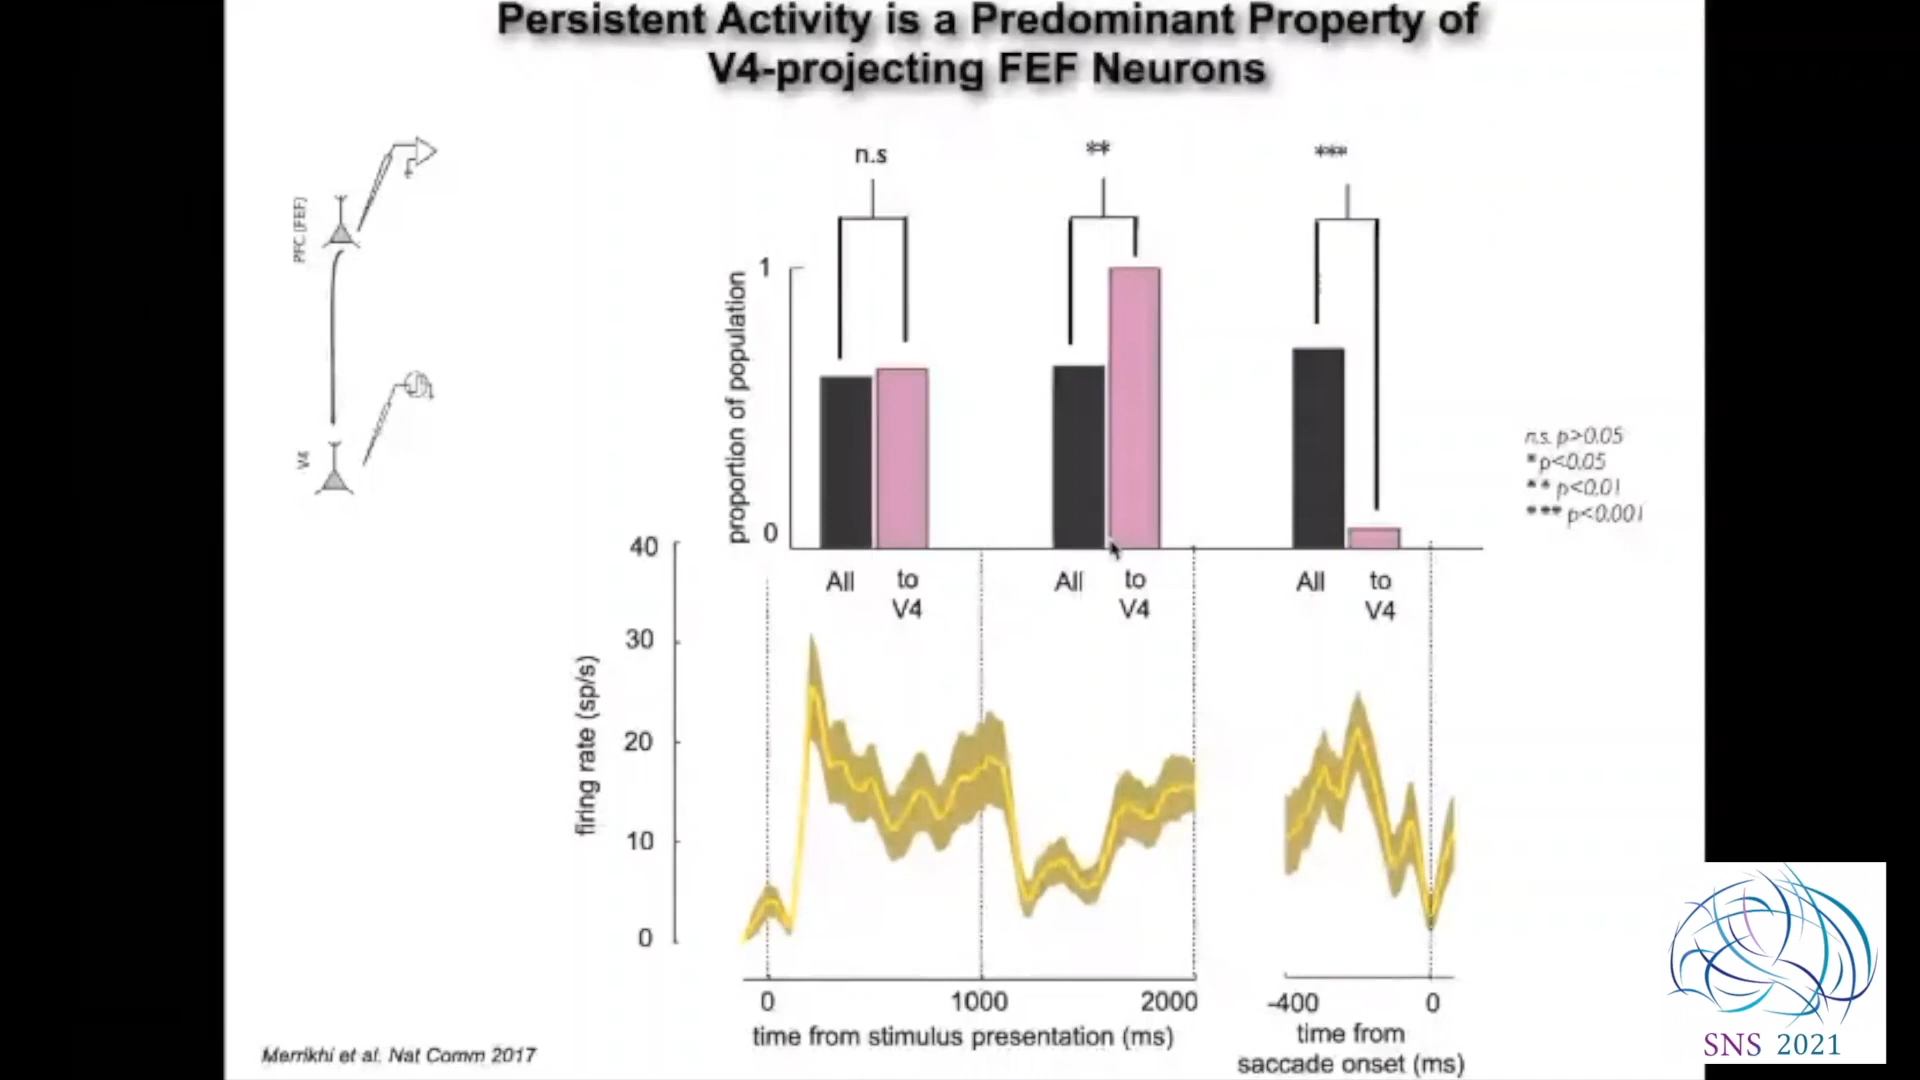 Persistent Activity is a Predominant Property of
V4-projecting FEF Neurons
PFC (FEF)
V4
n.s
**
***
proportion of population
1
0
All
to
V4
All
to
V4
All
to
V4
n.s. p>0.05
* p<0.05
** p<0.01
*** p<0.001
firing rate (sp/s)
40
30
20
10
0
0
1000
2000
time from stimulus presentation (ms)
-400
0
time from
saccade onset (ms)
Merrikhi et al. Nat Comm 2017
SNS 2021